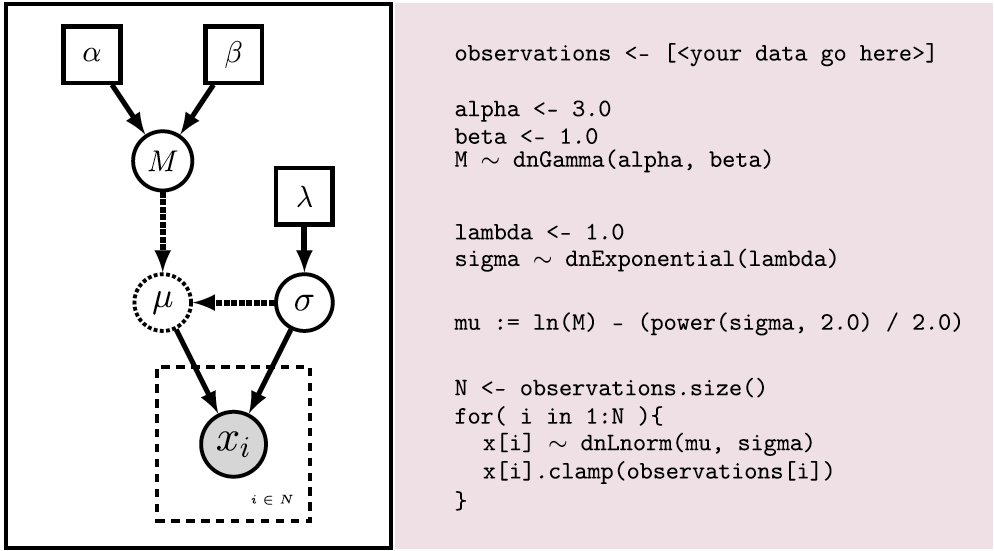 α
β
M
λ
μ
σ
xᵢ
i ∈ N
observations <- [<your data go here>]
alpha <- 3.0
beta <- 1.0
M ∼ dnGamma(alpha, beta)
lambda <- 1.0
sigma ∼ dnExponential(lambda)
mu := ln(M) - (power(sigma, 2.0) / 2.0)
N <- observations.size()
for( i in 1:N ){
  x[i] ∼ dnLnorm(mu, sigma)
  x[i].clamp(observations[i])
}